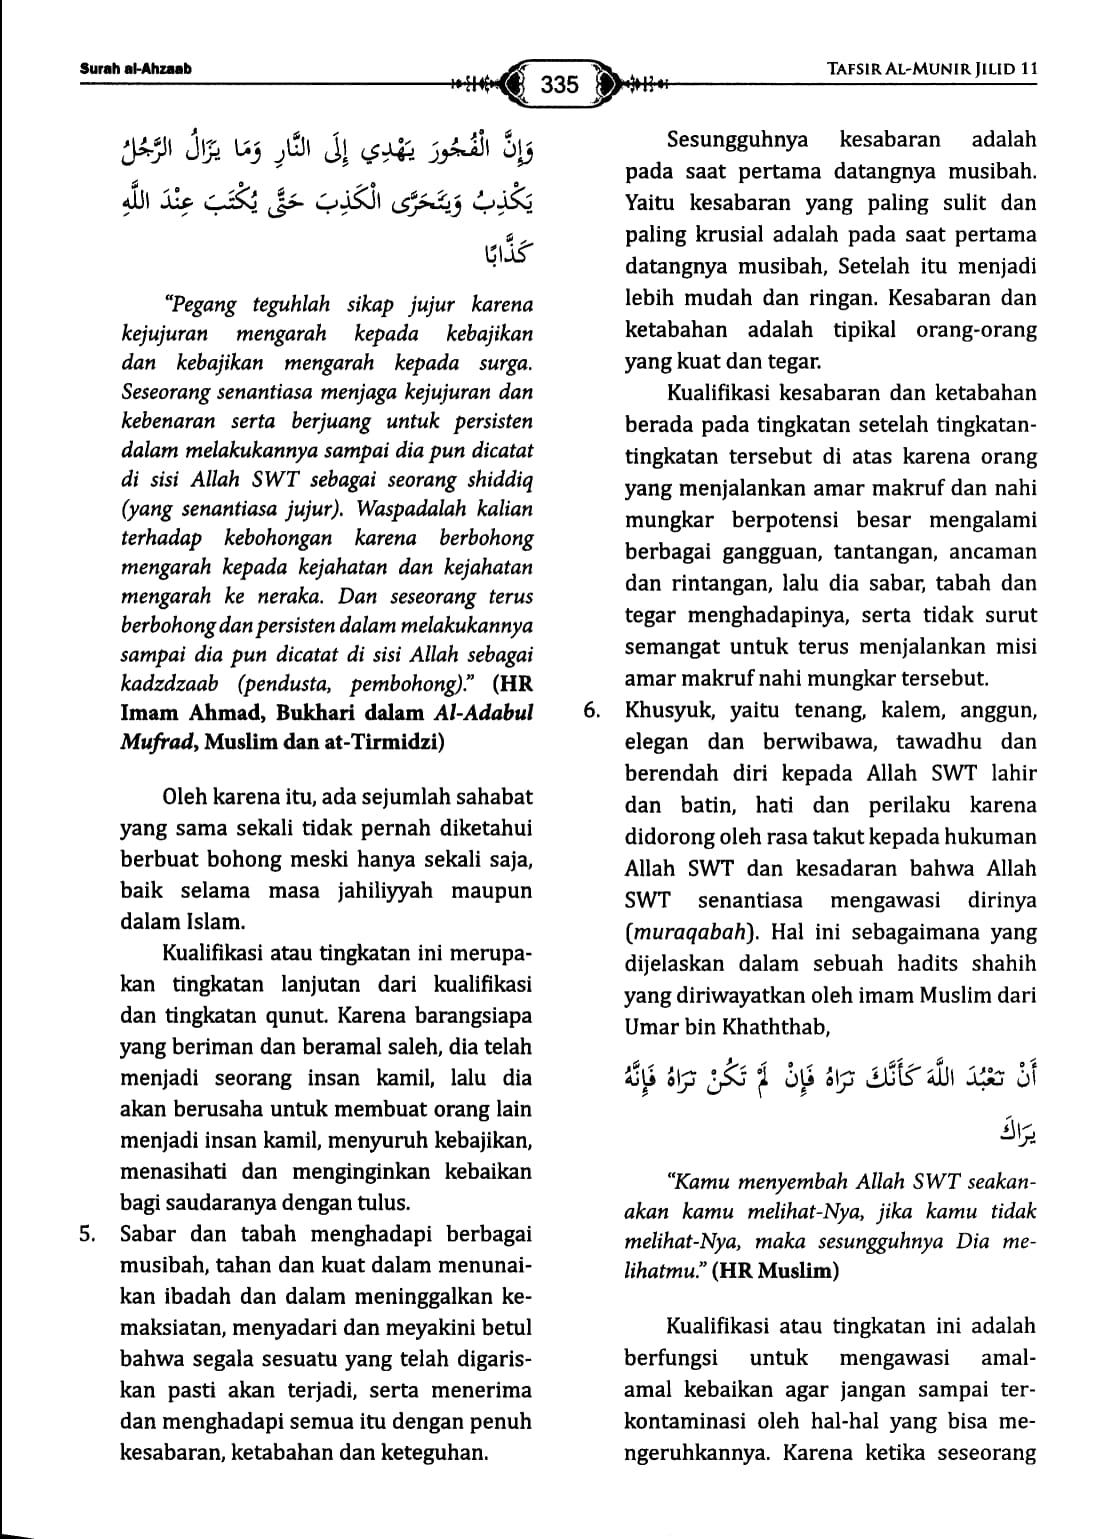 Surah al-Ahzaab
335
TAFSIR AL-MUNIR JILID 11
وَإِنَّ الْفُجُورَ يَهْدِي إِلَى النَّارِ وَمَا يَزَالُ الرَّجُلُ
يَكْذِبُ وَيَتَحَرَّى الْكَذِبَ حَتَّى يُكْتَبَ عِنْدَ اللَّهِ
كَذَّابًا
“Pegang teguhlah sikap jujur karena
kejujuran mengarah kepada kebajikan
dan kebajikan mengarah kepada surga.
Seseorang senantiasa menjaga kejujuran dan
kebenaran serta berjuang untuk persisten
dalam melakukannya sampai dia pun dicatat
di sisi Allah SWT sebagai seorang shiddiq
(yang senantiasa jujur). Waspadalah kalian
terhadap kebohongan karena berbohong
mengarah kepada kejahatan dan kejahatan
mengarah ke neraka. Dan seseorang terus
berbohong dan persisten dalam melakukannya
sampai dia pun dicatat di sisi Allah sebagai
kadzdzaab (pendusta, pembohong).” (HR
Imam Ahmad, Bukhari dalam Al-Adabul
Mufrad, Muslim dan at-Tirmidzi)
Oleh karena itu, ada sejumlah sahabat
yang sama sekali tidak pernah diketahui
berbuat bohong meski hanya sekali saja,
baik selama masa jahiliyyah maupun
dalam Islam.
Kualifikasi atau tingkatan ini merupa-
kan tingkatan lanjutan dari kualifikasi
dan tingkatan qunut. Karena barangsiapa
yang beriman dan beramal saleh, dia telah
menjadi seorang insan kamil, lalu dia
akan berusaha untuk membuat orang lain
menjadi insan kamil, menyuruh kebajikan,
menasihati dan menginginkan kebaikan
bagi saudaranya dengan tulus.
5. Sabar dan tabah menghadapi berbagai
musibah, tahan dan kuat dalam menunai-
kan ibadah dan dalam meninggalkan ke-
maksiatan, menyadari dan meyakini betul
bahwa segala sesuatu yang telah digaris-
kan pasti akan terjadi, serta menerima
dan menghadapi semua itu dengan penuh
kesabaran, ketabahan dan keteguhan.
Sesungguhnya kesabaran adalah
pada saat pertama datangnya musibah.
Yaitu kesabaran yang paling sulit dan
paling krusial adalah pada saat pertama
datangnya musibah, Setelah itu menjadi
lebih mudah dan ringan. Kesabaran dan
ketabahan adalah tipikal orang-orang
yang kuat dan tegar.
Kualifikasi kesabaran dan ketabahan
berada pada tingkatan setelah tingkatan-
tingkatan tersebut di atas karena orang
yang menjalankan amar makruf dan nahi
mungkar berpotensi besar mengalami
berbagai gangguan, tantangan, ancaman
dan rintangan, lalu dia sabar, tabah dan
tegar menghadapinya, serta tidak surut
semangat untuk terus menjalankan misi
amar makruf nahi mungkar tersebut.
6. Khusyuk, yaitu tenang, kalem, anggun,
elegan dan berwibawa, tawadhu dan
berendah diri kepada Allah SWT lahir
dan batin, hati dan perilaku karena
didorong oleh rasa takut kepada hukuman
Allah SWT dan kesadaran bahwa Allah
SWT senantiasa mengawasi dirinya
(muraqabah). Hal ini sebagaimana yang
dijelaskan dalam sebuah hadits shahih
yang diriwayatkan oleh imam Muslim dari
Umar bin Khaththab,
أَنْ تَعْبُدَ اللَّهَ كَأَنَّكَ تَرَاهُ فَإِنْ لَمْ تَكُنْ تَرَاهُ فَإِنَّهُ
يَرَاكَ
“Kamu menyembah Allah SWT seakan-
akan kamu melihat-Nya, jika kamu tidak
melihat-Nya, maka sesungguhnya Dia me-
lihatmu.” (HR Muslim)
Kualifikasi atau tingkatan ini adalah
berfungsi untuk mengawasi amal-
amal kebaikan agar jangan sampai ter-
kontaminasi oleh hal-hal yang bisa me-
ngeruhkannya. Karena ketika seseorang